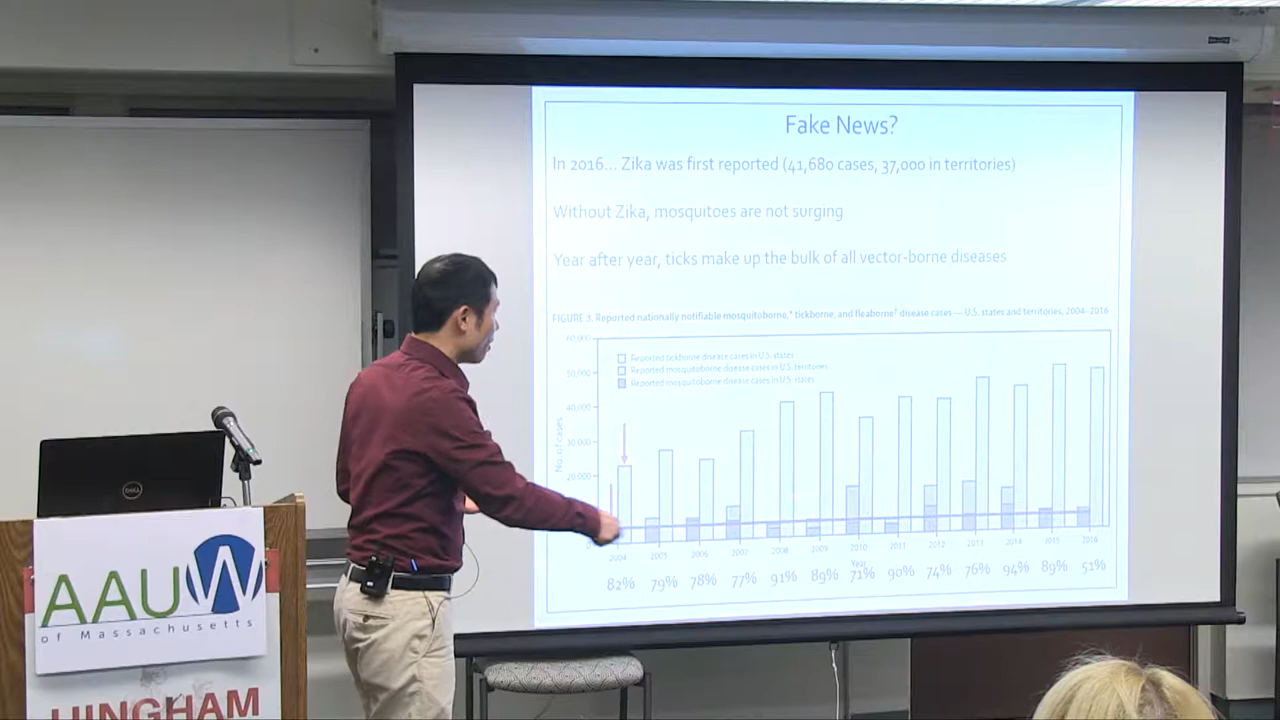 Fake News?
In 2016... Zika was first reported (41,680 cases, 37,000 in territories)
Without Zika, mosquitoes are not surging
Year after year, ticks make up the bulk of all vector-borne diseases
FIGURE 3. Reported nationally notifiable mosquitoborne,* tickborne, and fleaborne† disease cases — U.S. states and territories, 2004–2016
60,000
Reported tickborne disease cases in U.S. states
Reported mosquitoborne disease cases in U.S. territories
Reported mosquitoborne disease cases in U.S. states
50,000
40,000
30,000
20,000
No. of cases
2004 2005 2006 2007 2008 2009 2010 2011 2012 2013 2014 2015 2016
Year
82% 79% 78% 77% 91% 89% 71% 90% 74% 76% 94% 89% 51%
DELL
AAUW
of Massachusetts
HINGHAM